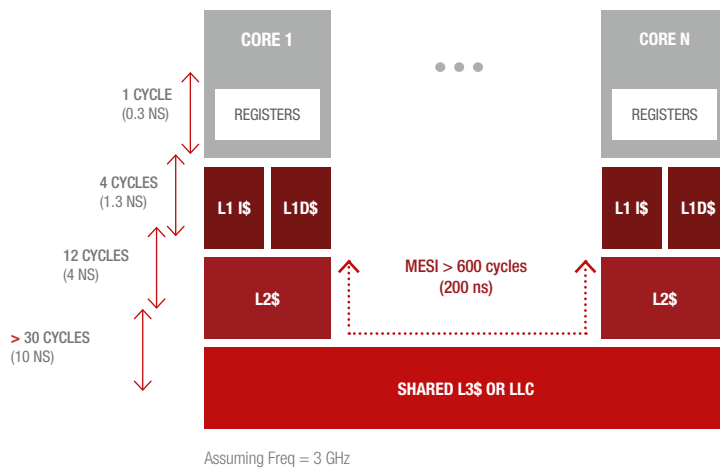 CORE 1
CORE N
1 CYCLE
(0.3 NS)
REGISTERS
REGISTERS
4 CYCLES
(1.3 NS)
L1 I$
L1D$
L1 I$
L1D$
12 CYCLES
(4 NS)
MESI > 600 cycles
(200 ns)
L2$
L2$
> 30 CYCLES
(10 NS)
SHARED L3$ OR LLC
Assuming Freq = 3 GHz